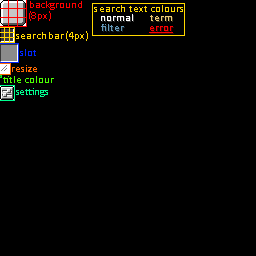 background
(8px)
search text colours
normal term
filter error
search bar (4px)
slot
resize
title colour
settings